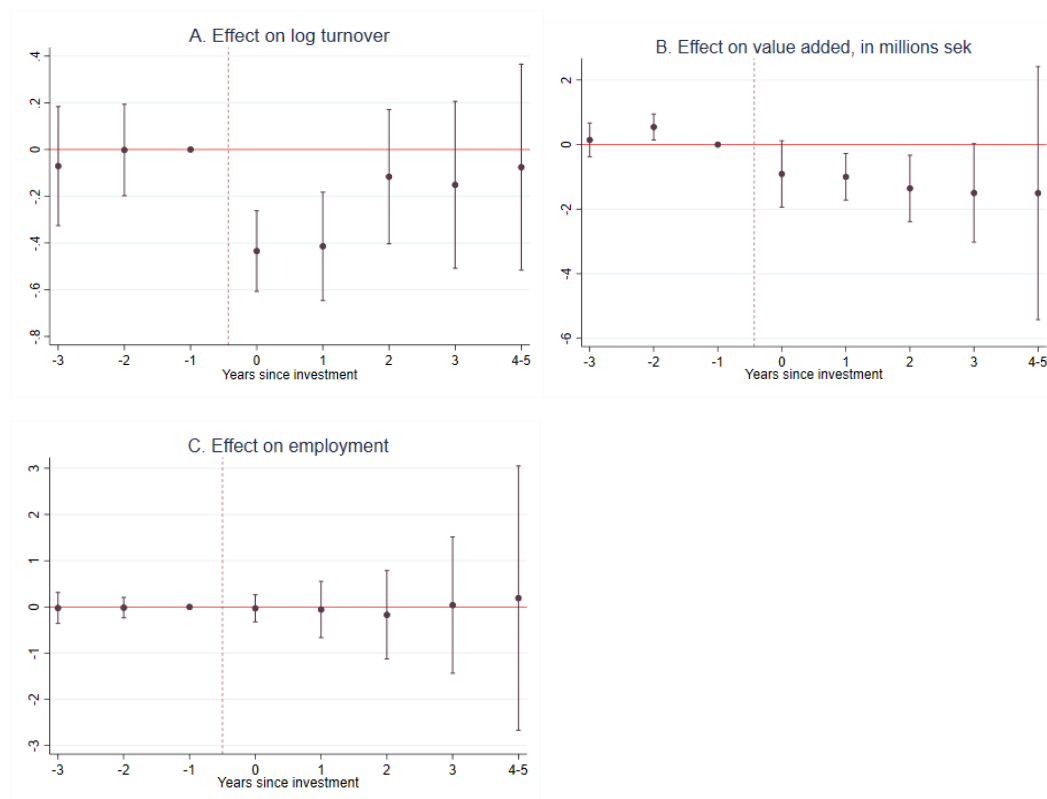 A. Effect on log turnover
.4
.2
0
-.2
-.4
-.6
-.8
-3 -2 -1 0 1 2 3 4-5
Years since investment
B. Effect on value added, in millions sek
2
0
-2
-4
-6
-3 -2 -1 0 1 2 3 4-5
Years since investment
C. Effect on employment
3
2
1
0
-1
-2
-3
-3 -2 -1 0 1 2 3 4-5
Years since investment